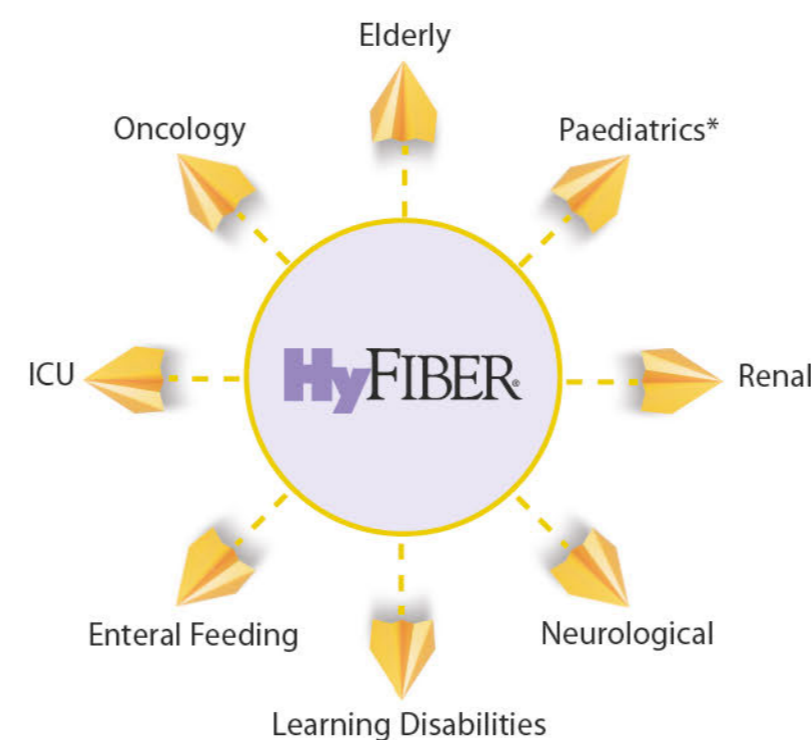 Elderly
Oncology
Paediatrics*
ICU
HyFIBER®
Renal
Enteral Feeding
Neurological
Learning Disabilities